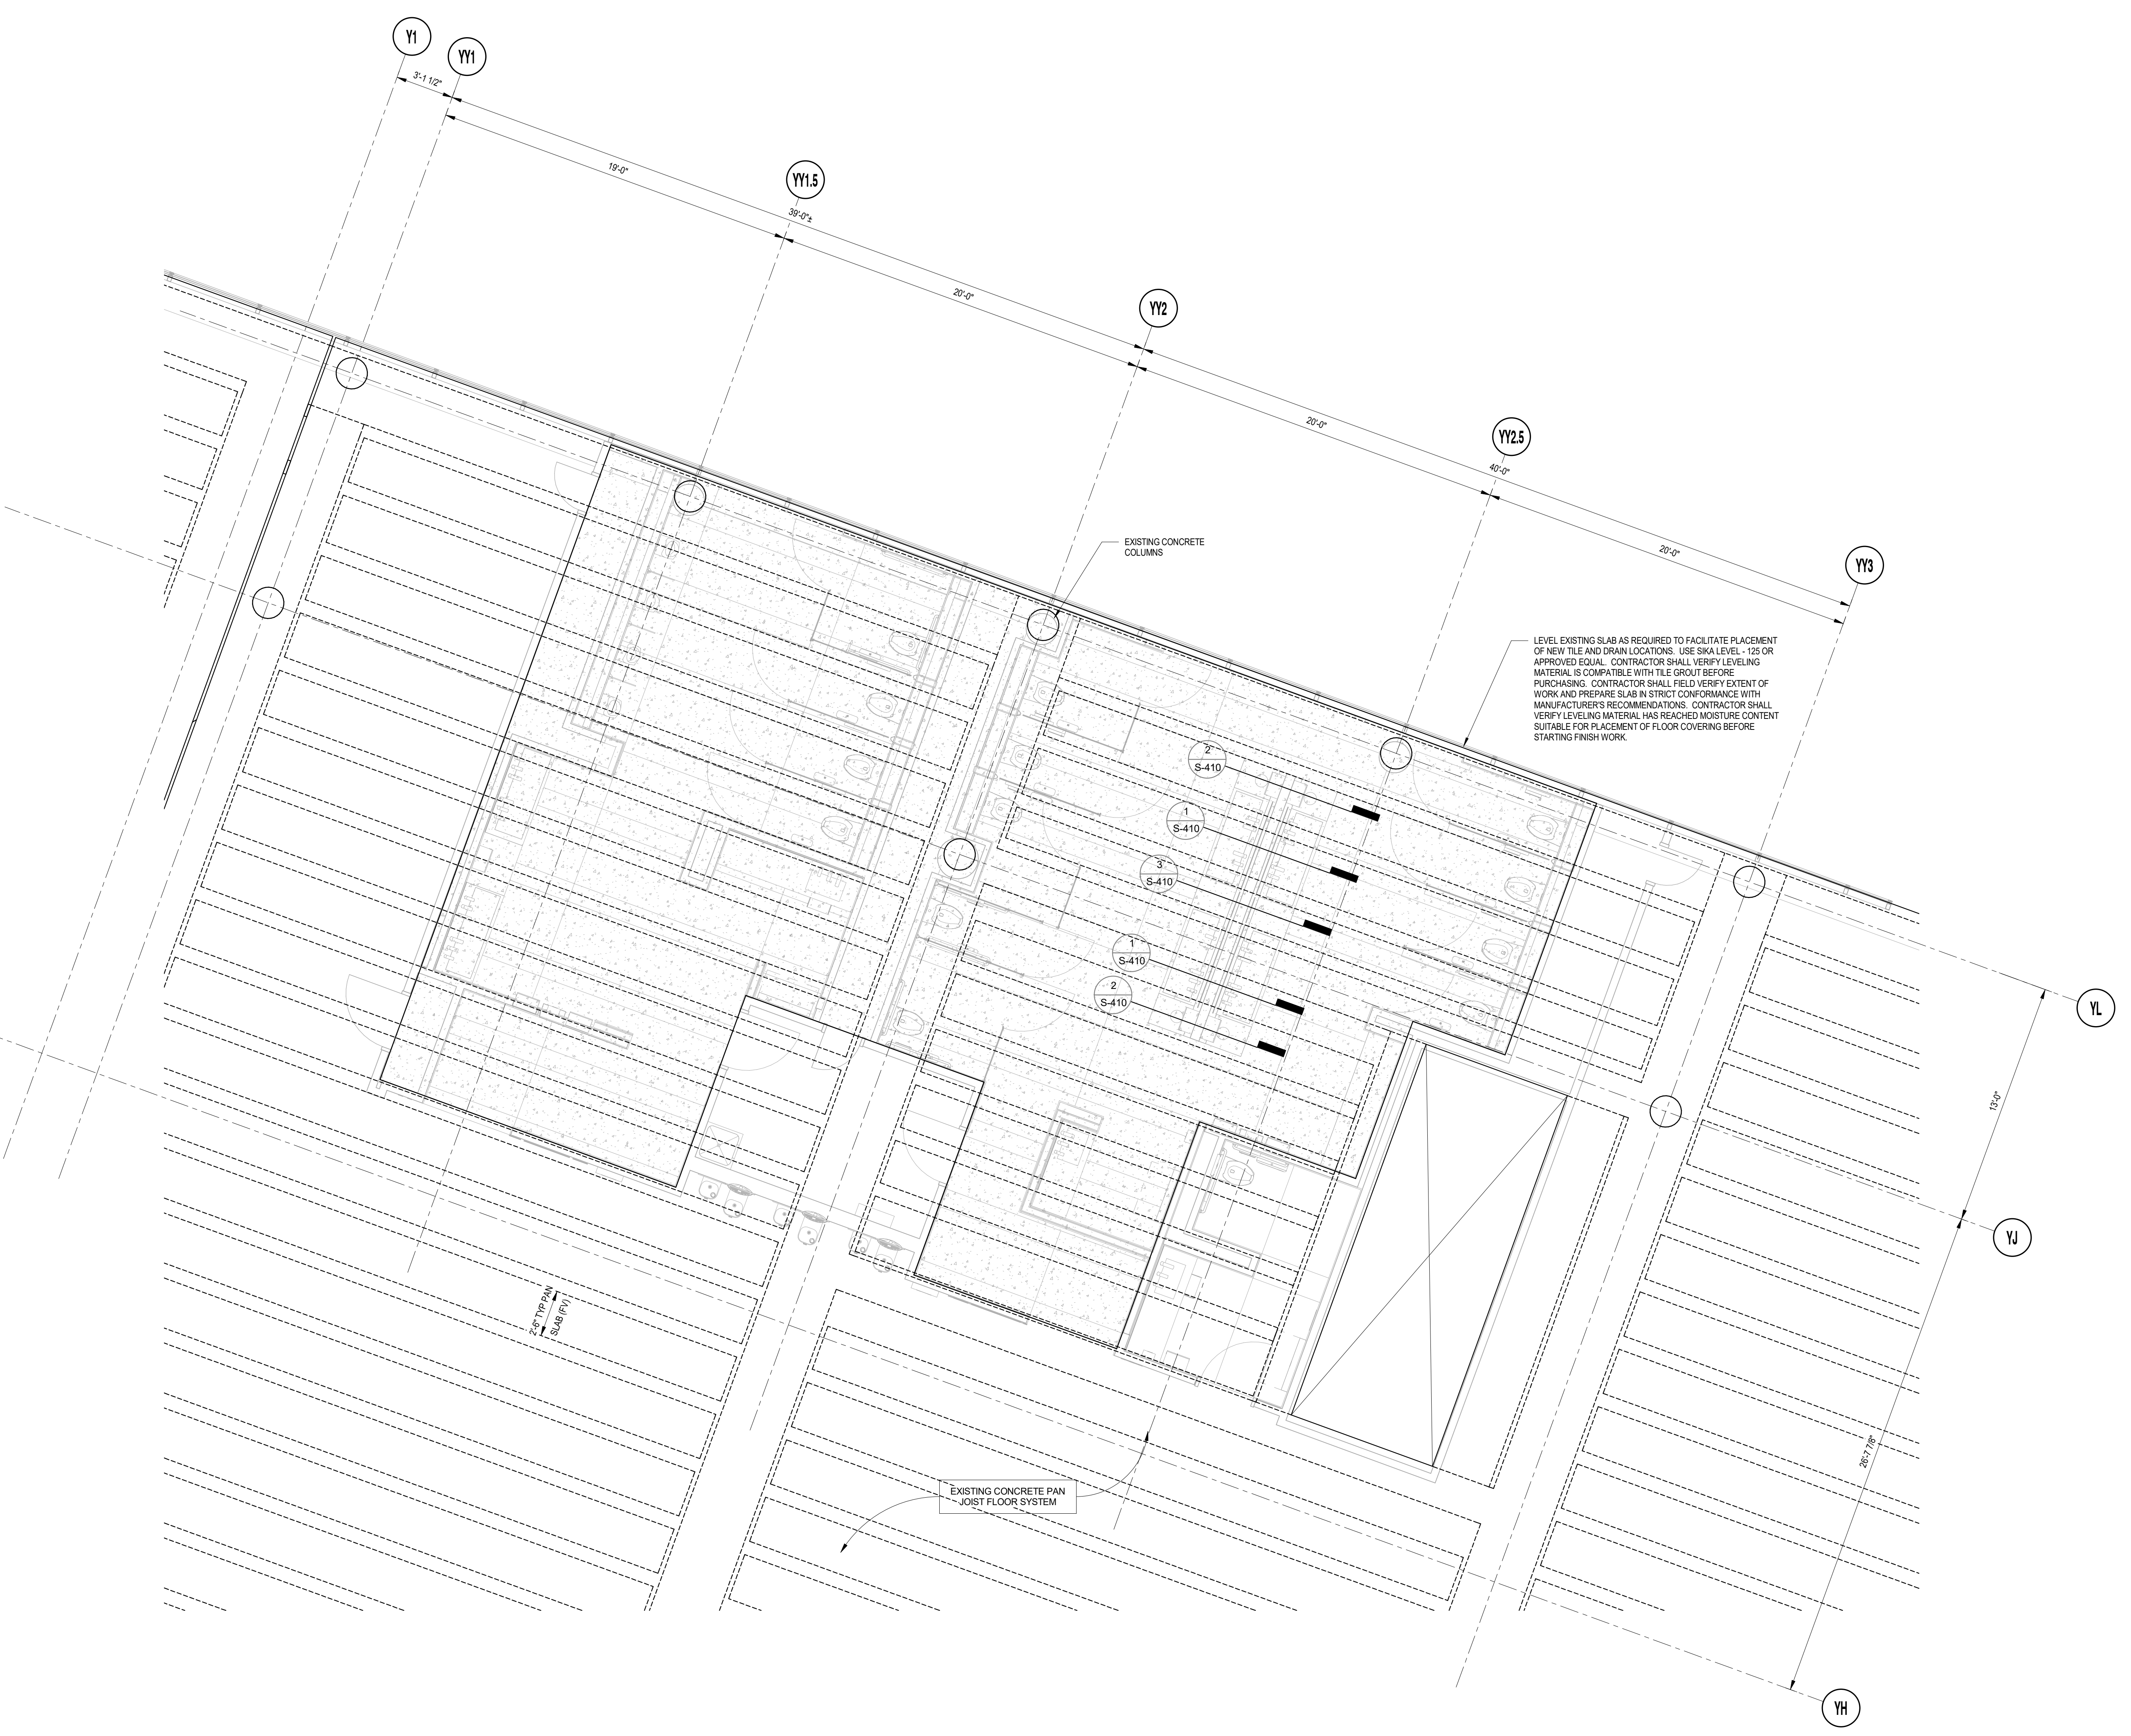 Y1
YY1
3'-1 1/2"
19'-0"
YY1.5
39'-0"±
20'-0"
YY2
20'-0"
YY2.5
40'-0"
20'-0"
YY3
EXISTING CONCRETE
COLUMNS
LEVEL EXISTING SLAB AS REQUIRED TO FACILITATE PLACEMENT
OF NEW TILE AND DRAIN LOCATIONS. USE SIKA LEVEL - 125 OR
APPROVED EQUAL. CONTRACTOR SHALL VERIFY LEVELING
MATERIAL IS COMPATIBLE WITH TILE GROUT BEFORE
PURCHASING. CONTRACTOR SHALL FIELD VERIFY EXTENT OF
WORK AND PREPARE SLAB IN STRICT CONFORMANCE WITH
MANUFACTURER'S RECOMMENDATIONS. CONTRACTOR SHALL
VERIFY LEVELING MATERIAL HAS REACHED MOISTURE CONTENT
SUITABLE FOR PLACEMENT OF FLOOR COVERING BEFORE
STARTING FINISH WORK.
2
S-410
1
S-410
3
S-410
1
S-410
2
S-410
YL
13'-0"
YJ
2'-6" TYP PAN
SLAB (FV)
26'-7 7/8"
EXISTING CONCRETE PAN
JOIST FLOOR SYSTEM
YH